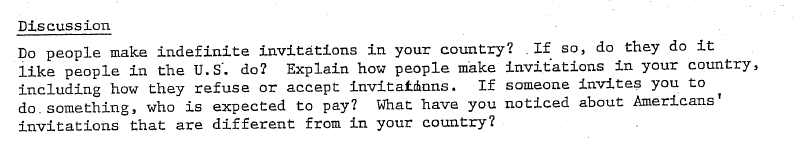 Discussion
Do people make indefinite invitations in your country? If so, do they do it
like people in the U.S. do? Explain how people make invitations in your country,
including how they refuse or accept invitatinns. If someone invites you to
do something, who is expected to pay? What have you noticed about Americans'
invitations that are different from in your country?